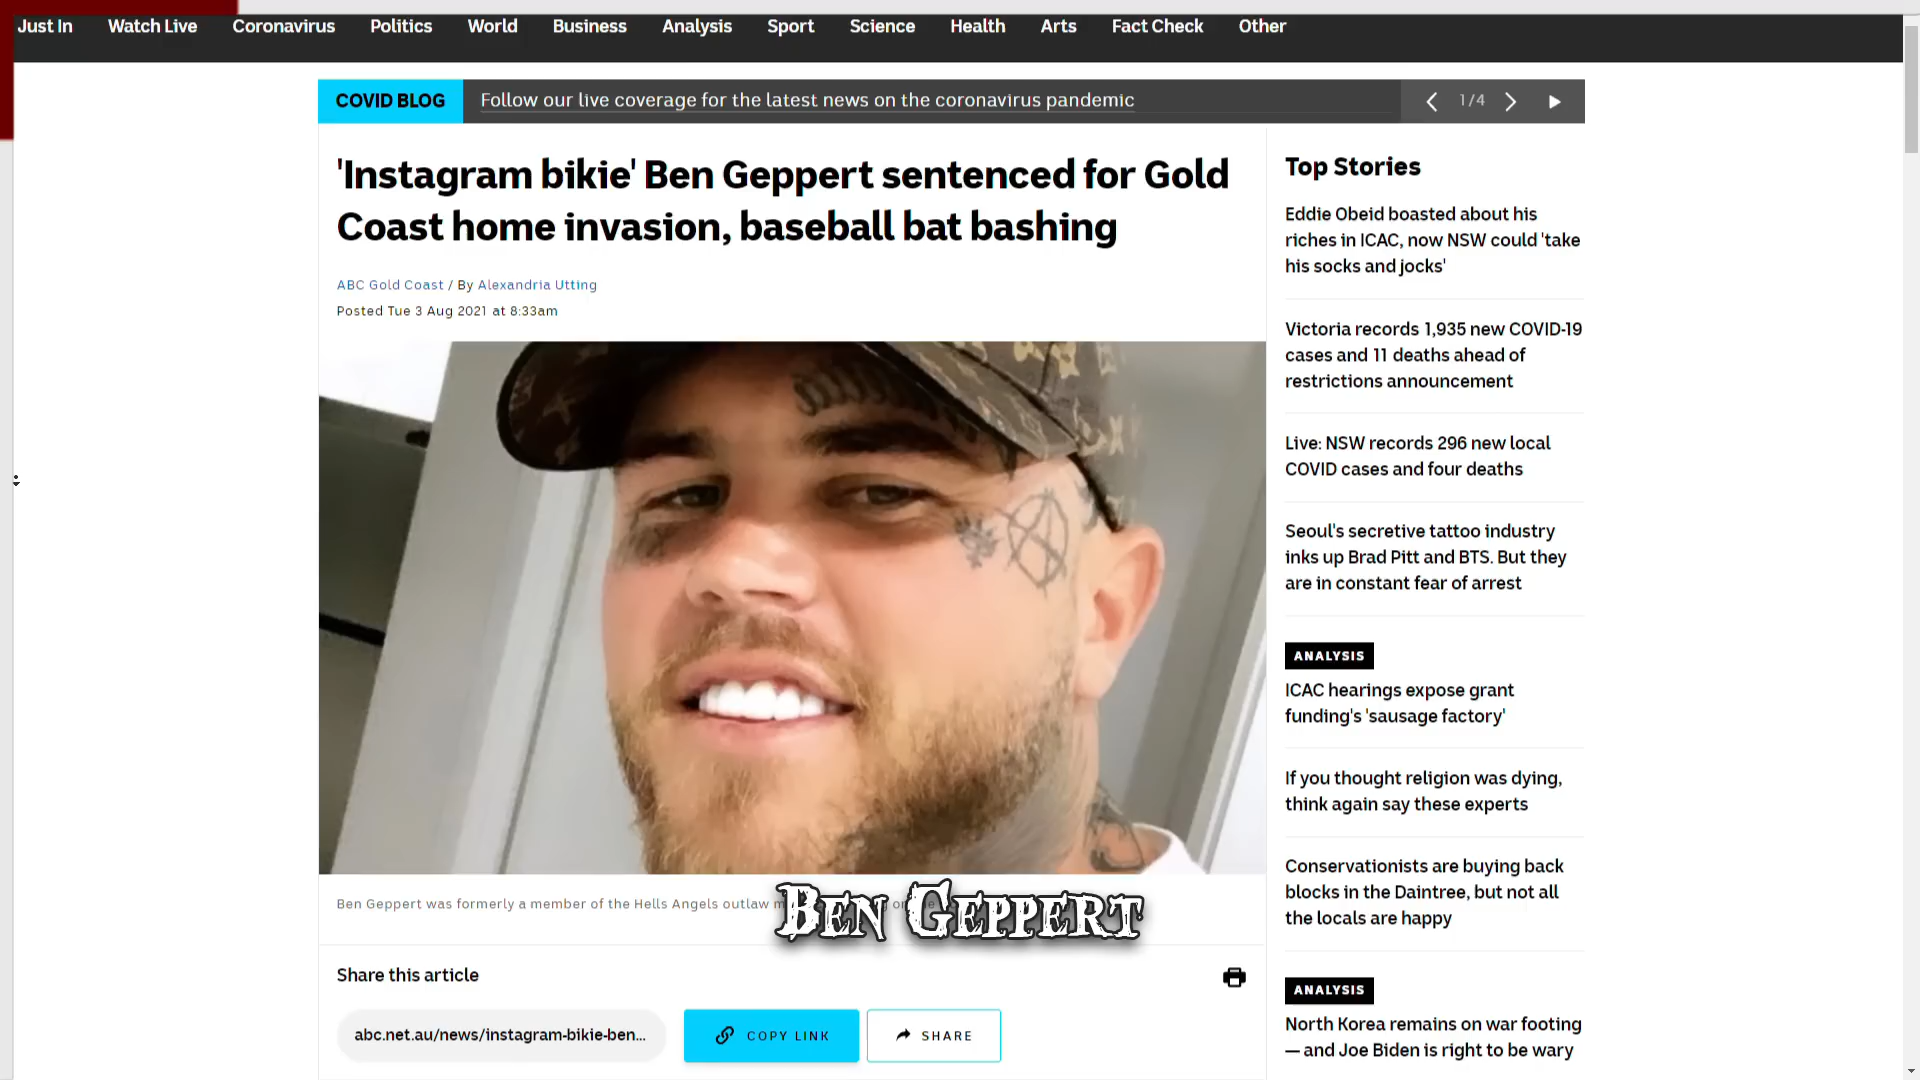 Just In Watch Live Coronavirus Politics World Business Analysis Sport Science Health Arts Fact Check Other
COVID BLOG Follow our live coverage for the latest news on the coronavirus pandemic 1/4
'Instagram bikie' Ben Geppert sentenced for Gold
Coast home invasion, baseball bat bashing
ABC Gold Coast / By Alexandria Utting
Posted Tue 3 Aug 2021 at 8:33am
Ben Geppert was formerly a member of the Hells Angels outlaw
Ben Geppert
Share this article
abc.net.au/news/instagram-bikie-ben...
COPY LINK
SHARE
Top Stories
Eddie Obeid boasted about his
riches in ICAC, now NSW could 'take
his socks and jocks'
Victoria records 1,935 new COVID-19
cases and 11 deaths ahead of
restrictions announcement
Live: NSW records 296 new local
COVID cases and four deaths
Seoul's secretive tattoo industry
inks up Brad Pitt and BTS. But they
are in constant fear of arrest
ANALYSIS
ICAC hearings expose grant
funding's 'sausage factory'
If you thought religion was dying,
think again say these experts
Conservationists are buying back
blocks in the Daintree, but not all
the locals are happy
ANALYSIS
North Korea remains on war footing
— and Joe Biden is right to be wary